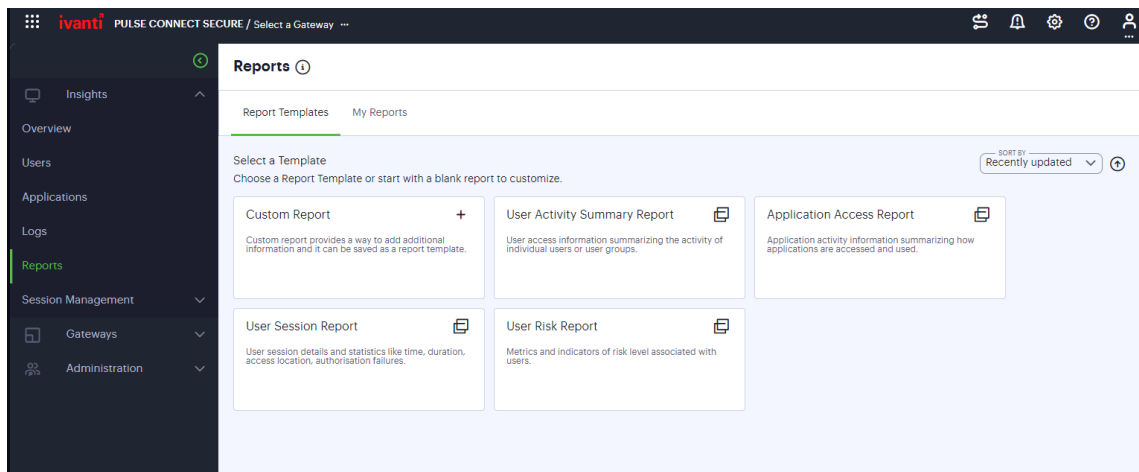 ivanti PULSE CONNECT SECURE / Select a Gateway ...
Reports
Insights
Overview
Users
Applications
Logs
Reports
Session Management
Gateways
Administration
Report Templates My Reports
Select a Template
Choose a Report Template or start with a blank report to customize.
SORT BY
Recently updated
Custom Report
Custom report provides a way to add additional
information and it can be saved as a report template.
User Activity Summary Report
User access information summarizing the activity of
individual users or user groups.
Application Access Report
Application activity information summarizing how
applications are accessed and used.
User Session Report
User session details and statistics like time, duration,
access location, authorisation failures.
User Risk Report
Metrics and indicators of risk level associated with
users.